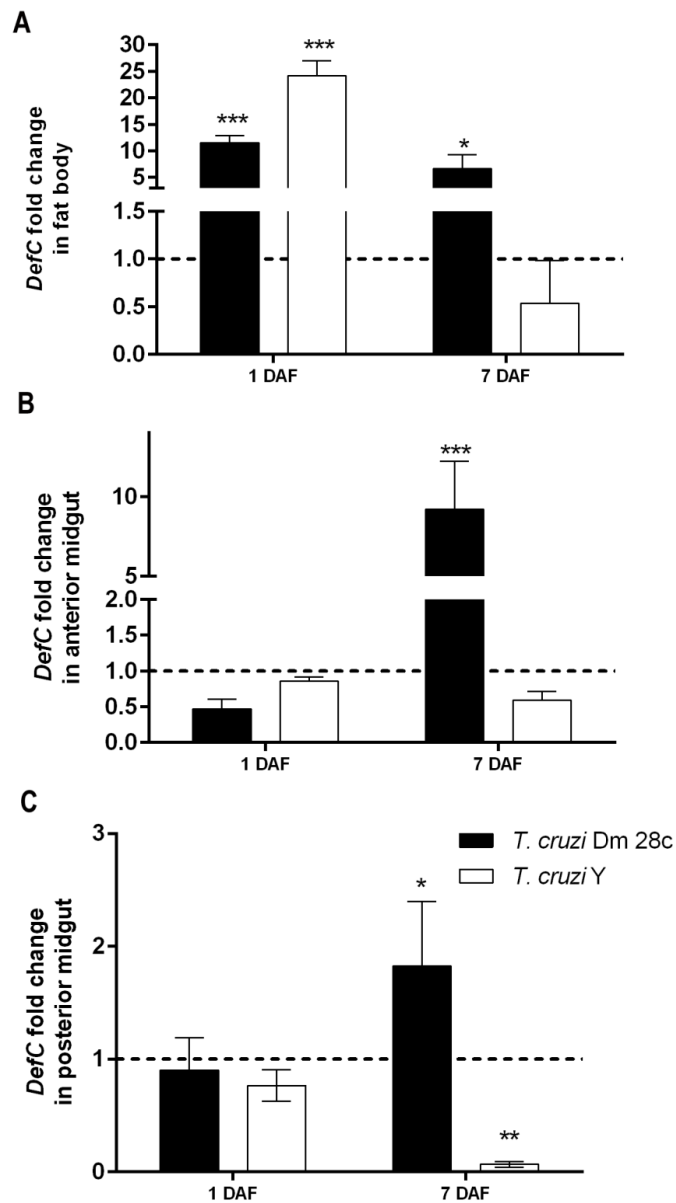 A
DefC fold change
in fat body
30
25
20
15
10
5
1.5
1.0
0.5
0.0
***
***
*
1 DAF
7 DAF
B
DefC fold change
in anterior midgut
10
5
2.0
1.5
1.0
0.5
0.0
***
1 DAF
7 DAF
C
DefC fold change
in posterior midgut
3
2
1
0
T. cruzi Dm 28c
T. cruzi Y
*
**
1 DAF
7 DAF